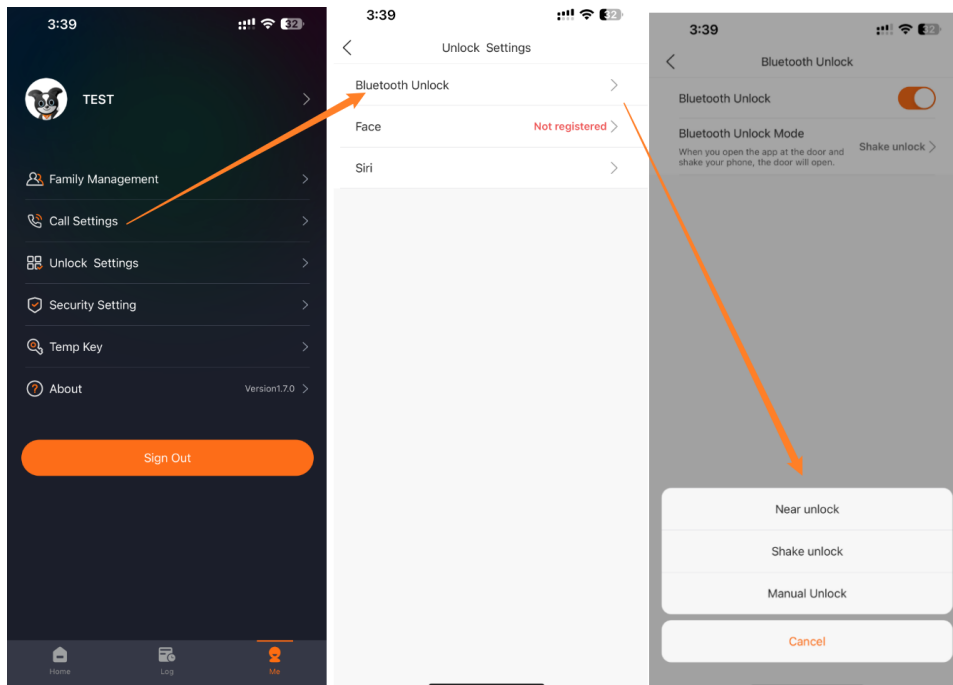 3:39
32
TEST
Family Management
Call Settings
Unlock Settings
Security Setting
Temp Key
About
Version1.7.0
Sign Out
Home
Log
Me
3:39
32
Unlock Settings
Bluetooth Unlock
Face
Not registered
Siri
3:39
32
Bluetooth Unlock
Bluetooth Unlock
Bluetooth Unlock Mode
When you open the app at the door and
shake your phone, the door will open.
Shake unlock
Near unlock
Shake unlock
Manual Unlock
Cancel